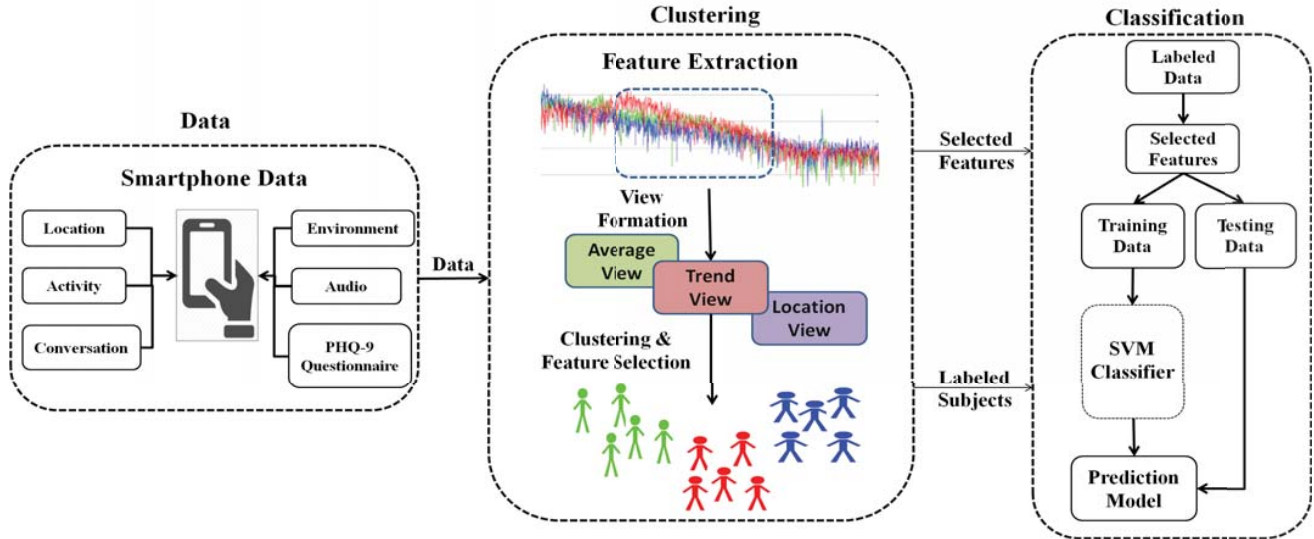 Data
Smartphone Data
Location
Activity
Conversation
Environment
Audio
PHQ-9
Questionnaire
Data
Clustering
Feature Extraction
View
Formation
Average
View
Trend
View
Location
View
Clustering &
Feature Selection
Selected
Features
Labeled
Subjects
Classification
Labeled
Data
Selected
Features
Training
Data
Testing
Data
SVM
Classifier
Prediction
Model